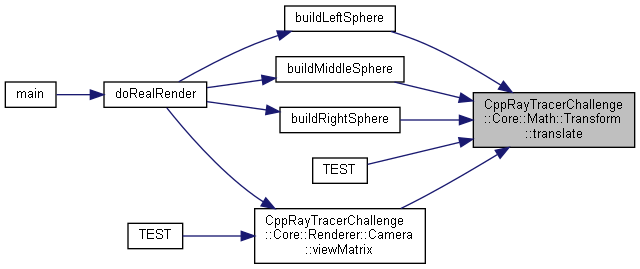 buildLeftSphere
buildMiddleSphere
main
doRealRender
CppRayTracerChallenge
::Core::Math::Transform
::translate
buildRightSphere
TEST
CppRayTracerChallenge
::Core::Renderer::Camera
::viewMatrix
TEST